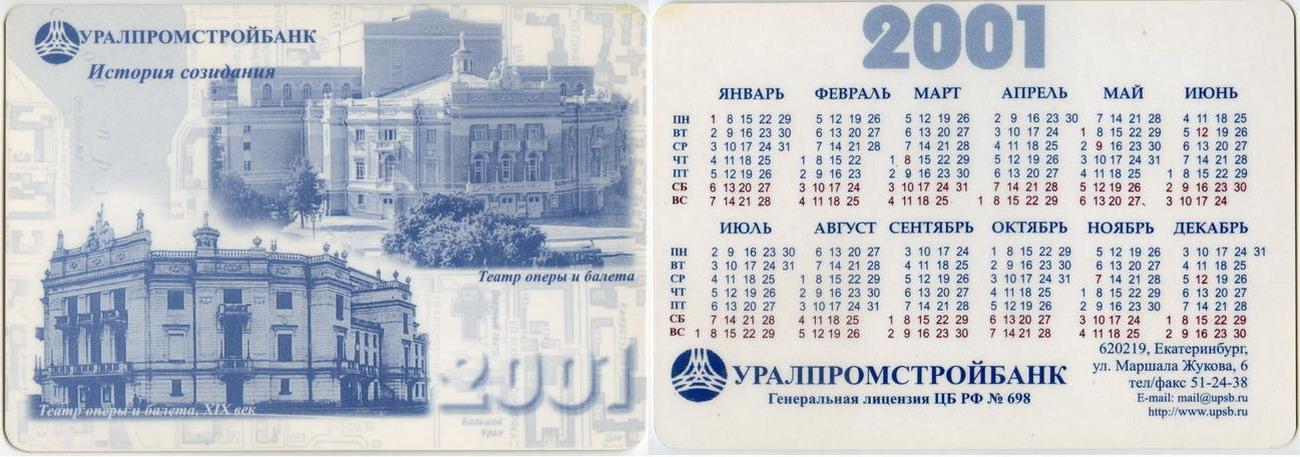 УРАЛПРОМСТРОЙБАНК
История созидания
Театр оперы и балета
2001
Театр оперы и балета, XIX век
Большой
Урал
2001
ЯНВАРЬ ФЕВРАЛЬ МАРТ АПРЕЛЬ МАЙ ИЮНЬ
ПН 1 8 15 22 29 5 12 19 26 5 12 19 26 2 9 16 23 30 7 14 21 28 4 11 18 25
ВТ 2 9 16 23 30 6 13 20 27 6 13 20 27 3 10 17 24 1 8 15 22 29 5 12 19 26
СР 3 10 17 24 31 7 14 21 28 7 14 21 28 4 11 18 25 2 9 16 23 30 6 13 20 27
ЧТ 4 11 18 25 1 8 15 22 1 8 15 22 29 5 12 19 26 3 10 17 24 31 7 14 21 28
ПТ 5 12 19 26 2 9 16 23 2 9 16 23 30 6 13 20 27 4 11 18 25 1 8 15 22 29
СБ 6 13 20 27 3 10 17 24 3 10 17 24 31 7 14 21 28 5 12 19 26 2 9 16 23 30
ВС 7 14 21 28 4 11 18 25 4 11 18 25 1 8 15 22 29 6 13 20 27 3 10 17 24
ИЮЛЬ АВГУСТ СЕНТЯБРЬ ОКТЯБРЬ НОЯБРЬ ДЕКАБРЬ
ПН 2 9 16 23 30 6 13 20 27 3 10 17 24 1 8 15 22 29 5 12 19 26 3 10 17 24 31
ВТ 3 10 17 24 31 7 14 21 28 4 11 18 25 2 9 16 23 30 6 13 20 27 4 11 18 25
СР 4 11 18 25 1 8 15 22 29 5 12 19 26 3 10 17 24 31 7 14 21 28 5 12 19 26
ЧТ 5 12 19 26 2 9 16 23 30 6 13 20 27 4 11 18 25 1 8 15 22 29 6 13 20 27
ПТ 6 13 20 27 3 10 17 24 31 7 14 21 28 5 12 19 26 2 9 16 23 30 7 14 21 28
СБ 7 14 21 28 4 11 18 25 1 8 15 22 29 6 13 20 27 3 10 17 24 1 8 15 22 29
ВС 1 8 15 22 29 5 12 19 26 2 9 16 23 30 7 14 21 28 4 11 18 25 2 9 16 23 30
УРАЛПРОМСТРОЙБАНК
Генеральная лицензия ЦБ РФ № 698
620219, Екатеринбург,
ул. Маршала Жукова, 6
тел/факс 51-24-38
E-mail: mail@upsb.ru
http://www.upsb.ru